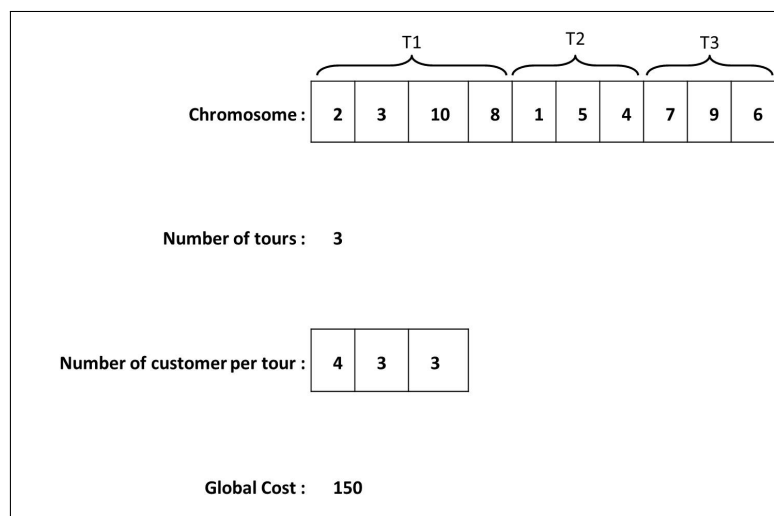 T1 T2 T3
Chromosome : 2 3 10 8 1 5 4 7 9 6
Number of tours : 3
Number of customer per tour : 4 3 3
Global Cost : 150